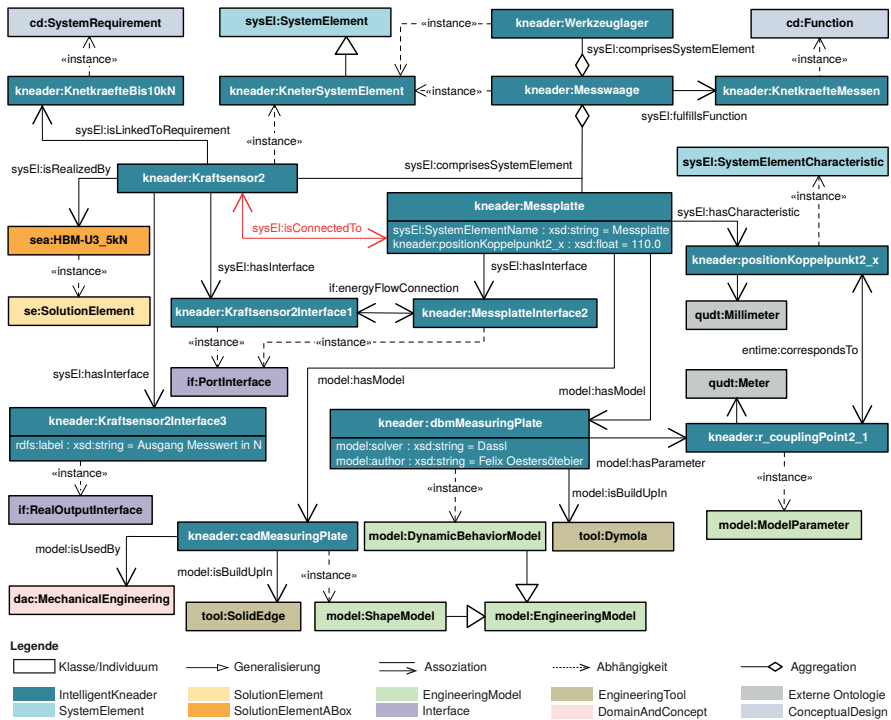 cd:SystemRequirement
sysEl:SystemElement
kneader:Werkzeuglager
cd:Function
«instance»
«instance»
sysEl:comprisesSystemElement
«instance»
kneader:KnetkraefteBis10kN
kneader:KneterSystemElement
«instance»
kneader:Messwaage
kneader:KnetkraefteMessen
sysEl:fulfillsFunction
sysEl:isLinkedToRequirement
«instance»
sysEl:isRealizedBy
kneader:Kraftsensor2
sysEl:comprisesSystemElement
sysEl:SystemElementCharacteristic
kneader:Messplatte
sysEl:SystemElementName : xsd:string = Messplatte
kneader:positionKoppelpunkt2_x : xsd:float = 110.0
sysEl:isConnectedTo
sysEl:hasCharacteristic
«instance»
sea:HBM-U3_5kN
kneader:positionKoppelpunkt2_x
«instance»
sysEl:hasInterface
sysEl:hasInterface
if:energyFlowConnection
se:SolutionElement
kneader:Kraftsensor2Interface1
kneader:MessplatteInterface2
qudt:Millimeter
«instance»
«instance»
entime:correspondsTo
sysEl:hasInterface
if:PortInterface
model:hasModel
model:hasModel
qudt:Meter
kneader:Kraftsensor2Interface3
rdfs:label : xsd:string = Ausgang Messwert in N
kneader:dbmMeasuringPlate
model:solver : xsd:string = Dassl
model:author : xsd:string = Felix Oestersötebier
kneader:r_couplingPoint2_1
model:hasParameter
«instance»
«instance»
model:isBuildUpIn
«instance»
if:RealOutputInterface
kneader:cadMeasuringPlate
model:DynamicBehaviorModel
tool:Dymola
model:ModelParameter
model:isUsedBy
model:isBuildUpIn
«instance»
dac:MechanicalEngineering
tool:SolidEdge
model:ShapeModel
model:EngineeringModel
Legende
Klasse/Individuum
Generalisierung
Assoziation
Abhängigkeit
Aggregation
IntelligentKneader
SolutionElement
EngineeringModel
EngineeringTool
Externe Ontologie
SystemElement
SolutionElementABox
Interface
DomainAndConcept
ConceptualDesign